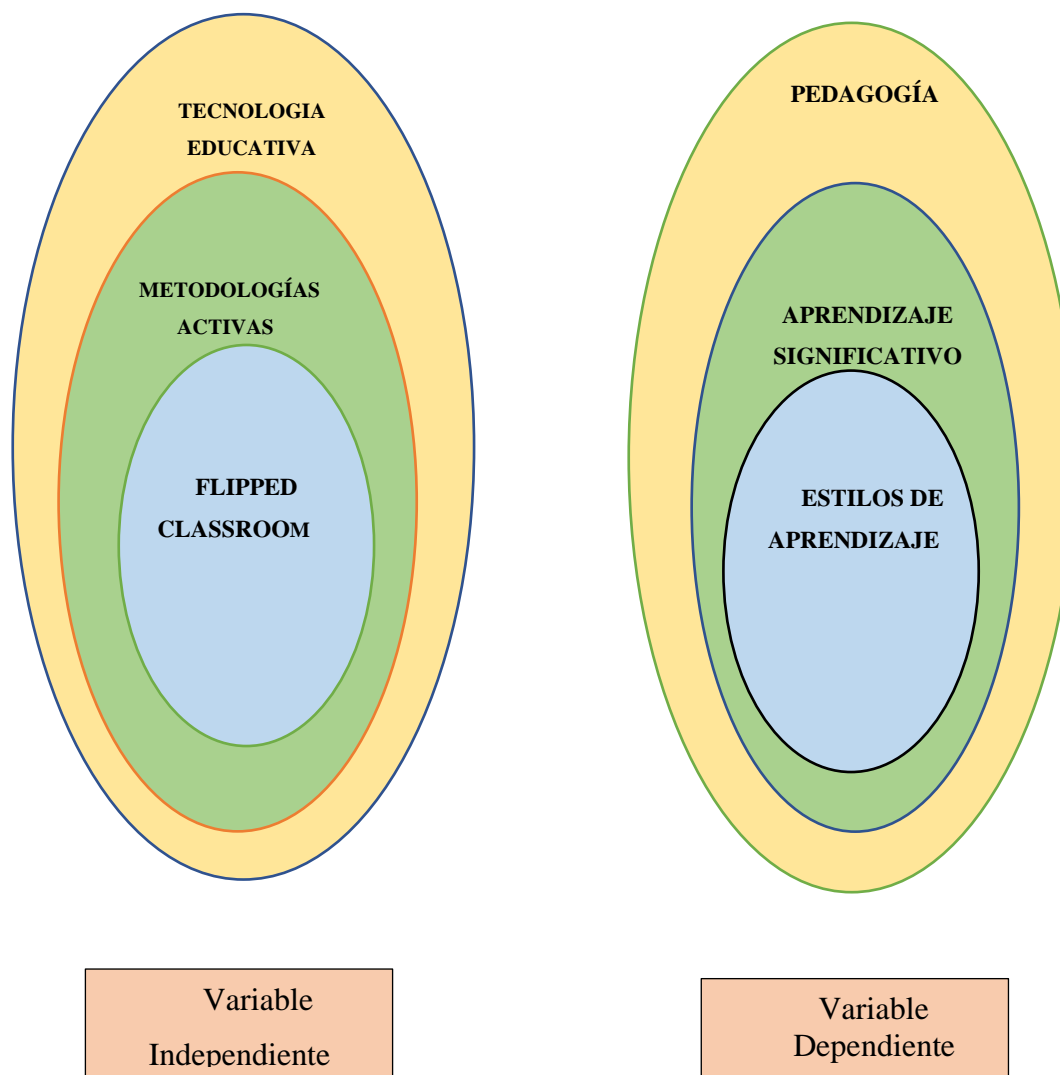 TECNOLOGIA
EDUCATIVA
METODOLOGÍAS
ACTIVAS
FLIPPED
CLASSROOM
Variable
Independiente
PEDAGOGÍA
APRENDIZAJE
SIGNIFICATIVO
ESTILOS DE
APRENDIZAJE
Variable
Dependiente